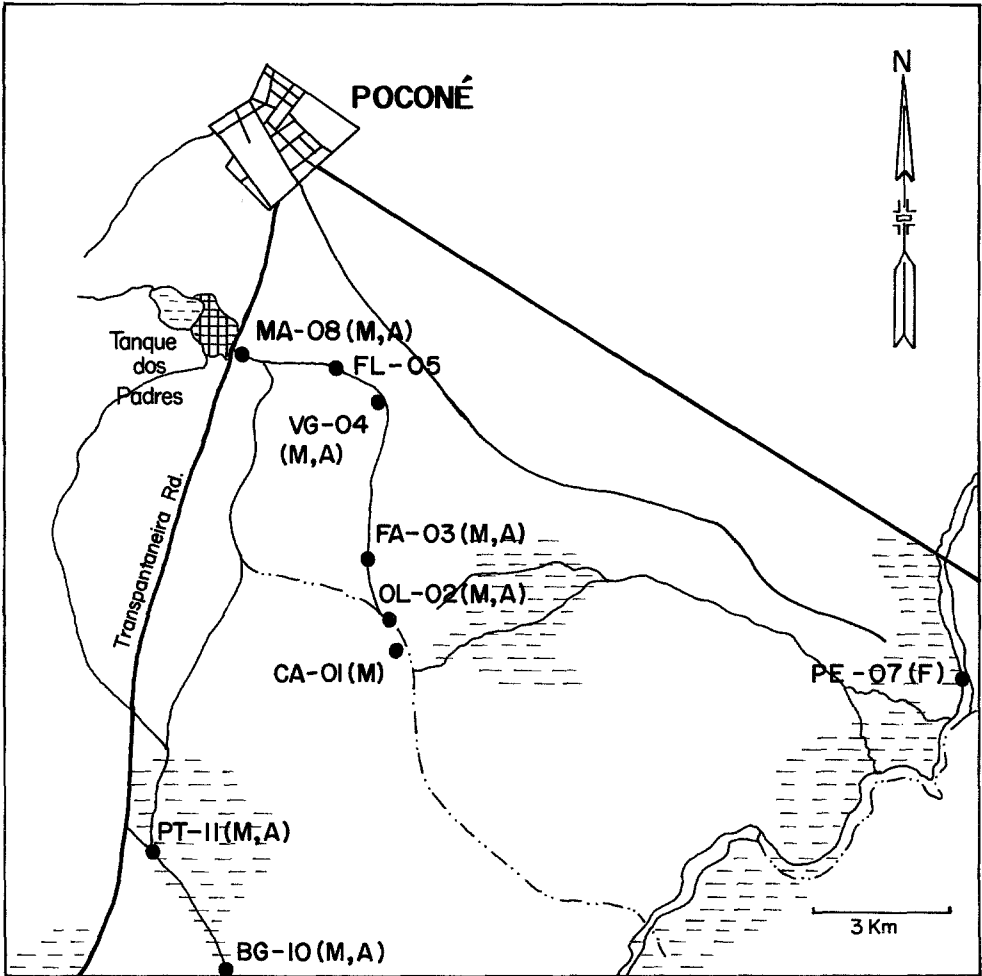 N
POCONÉ
MA-08 (M,A)
FL-05
Tanque
dos
Padres
VG-04
(M,A)
Transpantaneira Rd.
FA-03 (M,A)
OL-02 (M,A)
CA-01 (M)
PE-07 (F)
PT-11 (M,A)
3 Km
BG-10 (M,A)